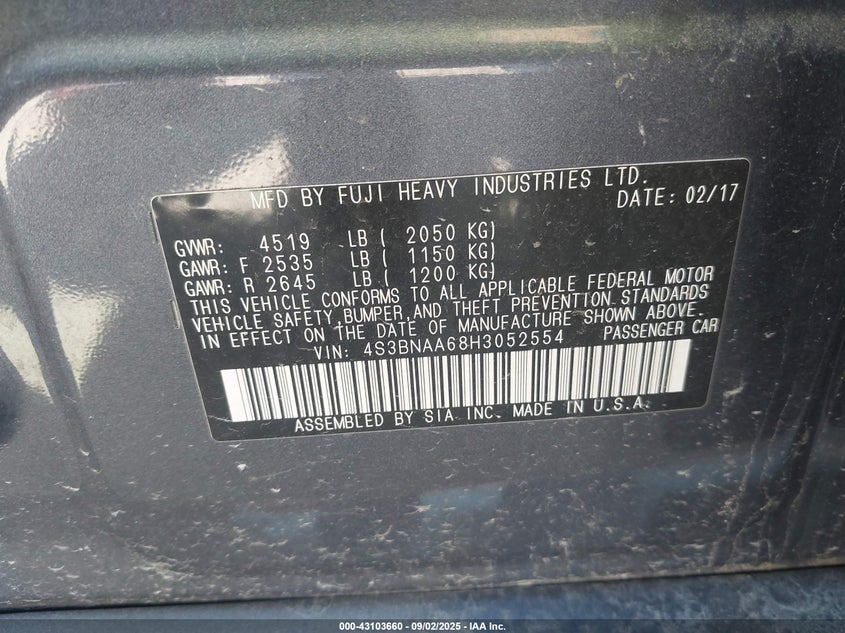 MFD BY FUJI HEAVY INDUSTRIES LTD.
DATE: 02/17
GVWR: 4519 LB ( 2050 KG)
GAWR: F 2535 LB ( 1150 KG)
GAWR: R 2645 LB ( 1200 KG)
THIS VEHICLE CONFORMS TO ALL APPLICABLE FEDERAL MOTOR
VEHICLE SAFETY,BUMPER,AND THEFT PREVENTION STANDARDS
IN EFFECT ON THE DATE OF MANUFACTURE SHOWN ABOVE.
VIN: 4S3BNAA68H3052554 PASSENGER CAR
ASSEMBLED BY SIA INC. MADE IN U.S.A.
000-43103660 - 09/02/2025 - IAA Inc.